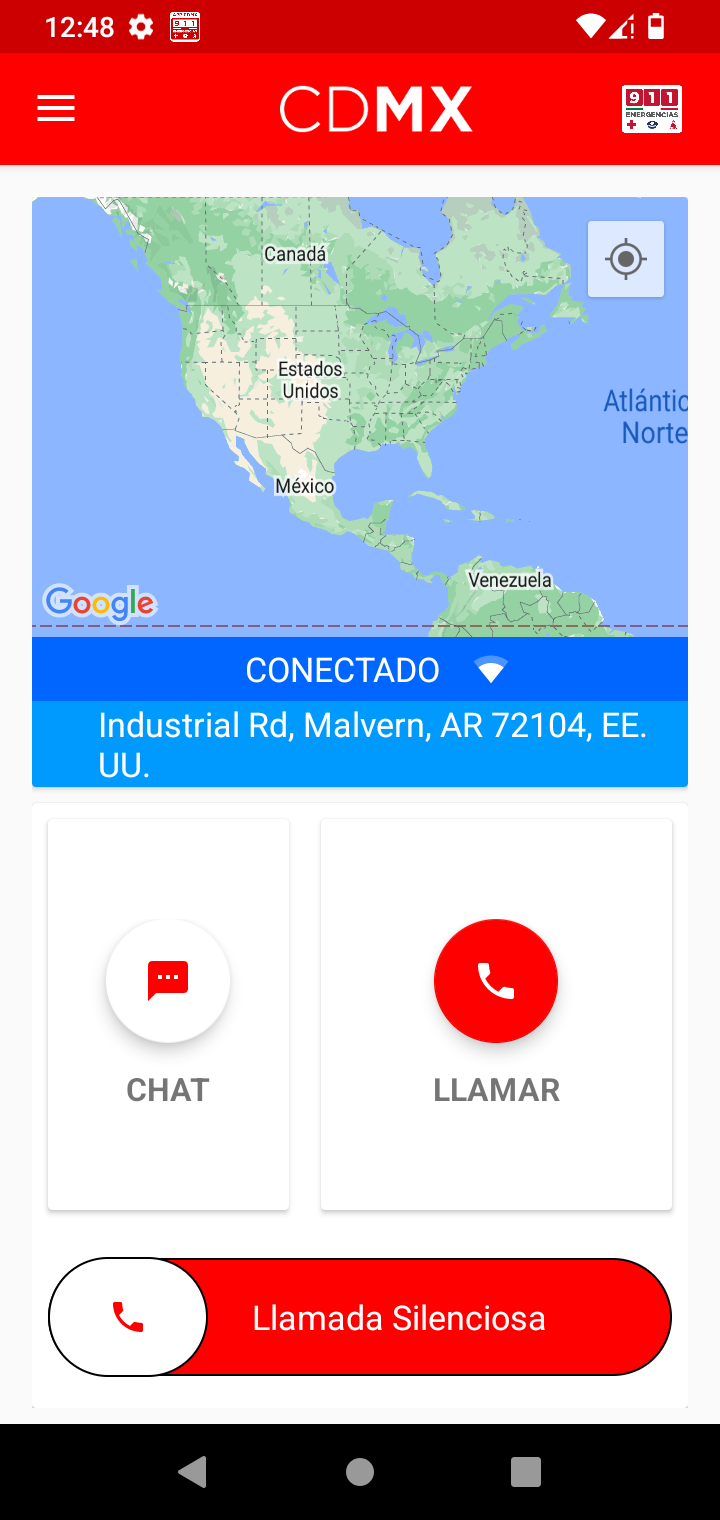 12:48
CDMX
911
EMERGENCIAS
Canadá
Estados
Unidos
Atlántic
Norte
México
Venezuela
Google
CONECTADO
Industrial Rd, Malvern, AR 72104, EE.
UU.
CHAT
LLAMAR
Llamada Silenciosa